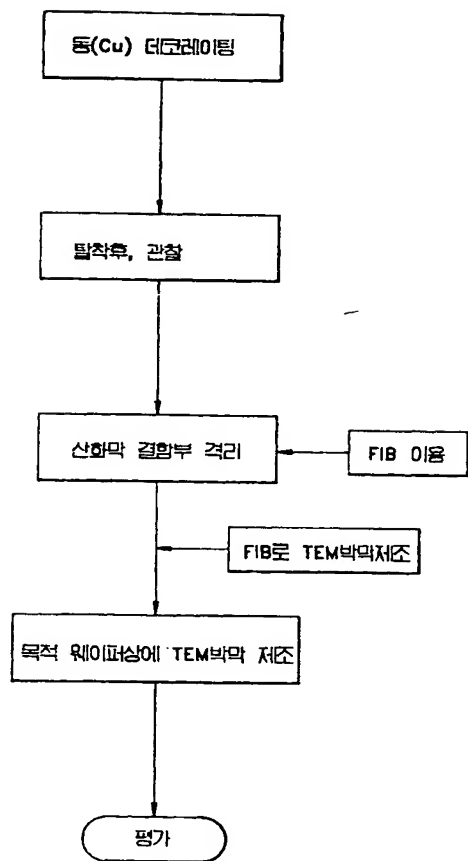 동(Cu) 데코레이팅
탈착후, 관찰
산화막 결함부 격리
FIB 이용
FIB로 TEM박막제조
목적 웨이퍼상에 TEM박막 제조
평가